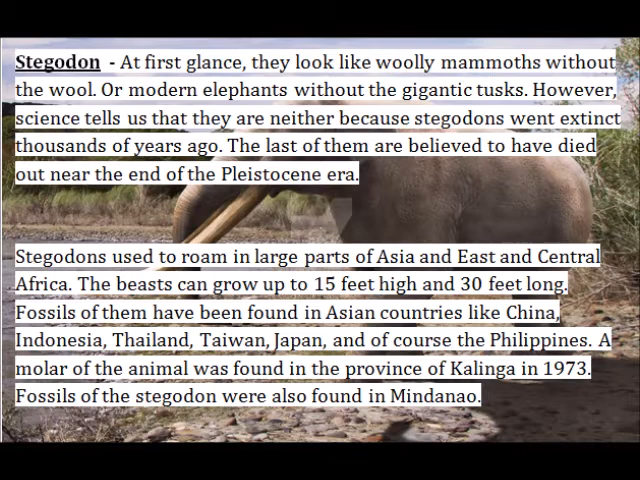 Stegodon - At first glance, they look like woolly mammoths without
the wool. Or modern elephants without the gigantic tusks. However,
science tells us that they are neither because stegodons went extinct
thousands of years ago. The last of them are believed to have died
out near the end of the Pleistocene era.
Stegodons used to roam in large parts of Asia and East and Central
Africa. The beasts can grow up to 15 feet high and 30 feet long.
Fossils of them have been found in Asian countries like China,
Indonesia, Thailand, Taiwan, Japan, and of course the Philippines. A
molar of the animal was found in the province of Kalinga in 1973.
Fossils of the stegodon were also found in Mindanao.